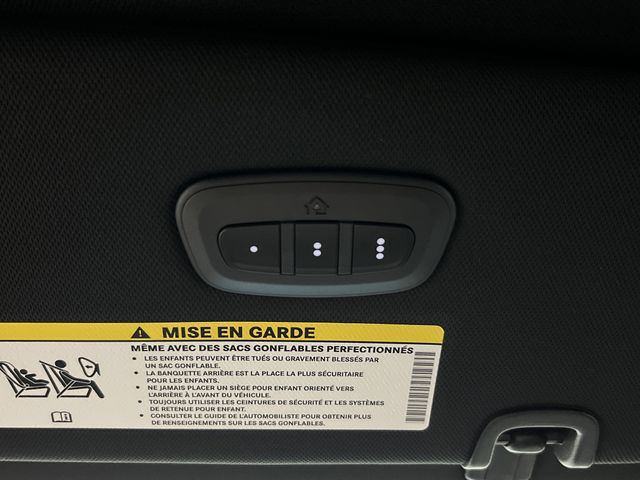 MISE EN GARDE
MÊME AVEC DES SACS GONFLABLES PERFECTIONNÉS
• LES ENFANTS PEUVENT ÊTRE TUÉS OU GRAVEMENT BLESSÉS PAR
UN SAC GONFLABLE.
• LA BANQUETTE ARRIÈRE EST LA PLACE LA PLUS SÉCURITAIRE
POUR LES ENFANTS.
• NE JAMAIS PLACER UN SIÈGE POUR ENFANT ORIENTÉ VERS
L'ARRIÈRE À L'AVANT DU VÉHICULE.
• TOUJOURS UTILISER LES CEINTURES DE SÉCURITÉ ET LES SYSTÈMES
DE RETENUE POUR ENFANT.
• CONSULTER LE GUIDE DE L'AUTOMOBILISTE POUR OBTENIR PLUS
DE RENSEIGNEMENTS SUR LES SACS GONFLABLES.